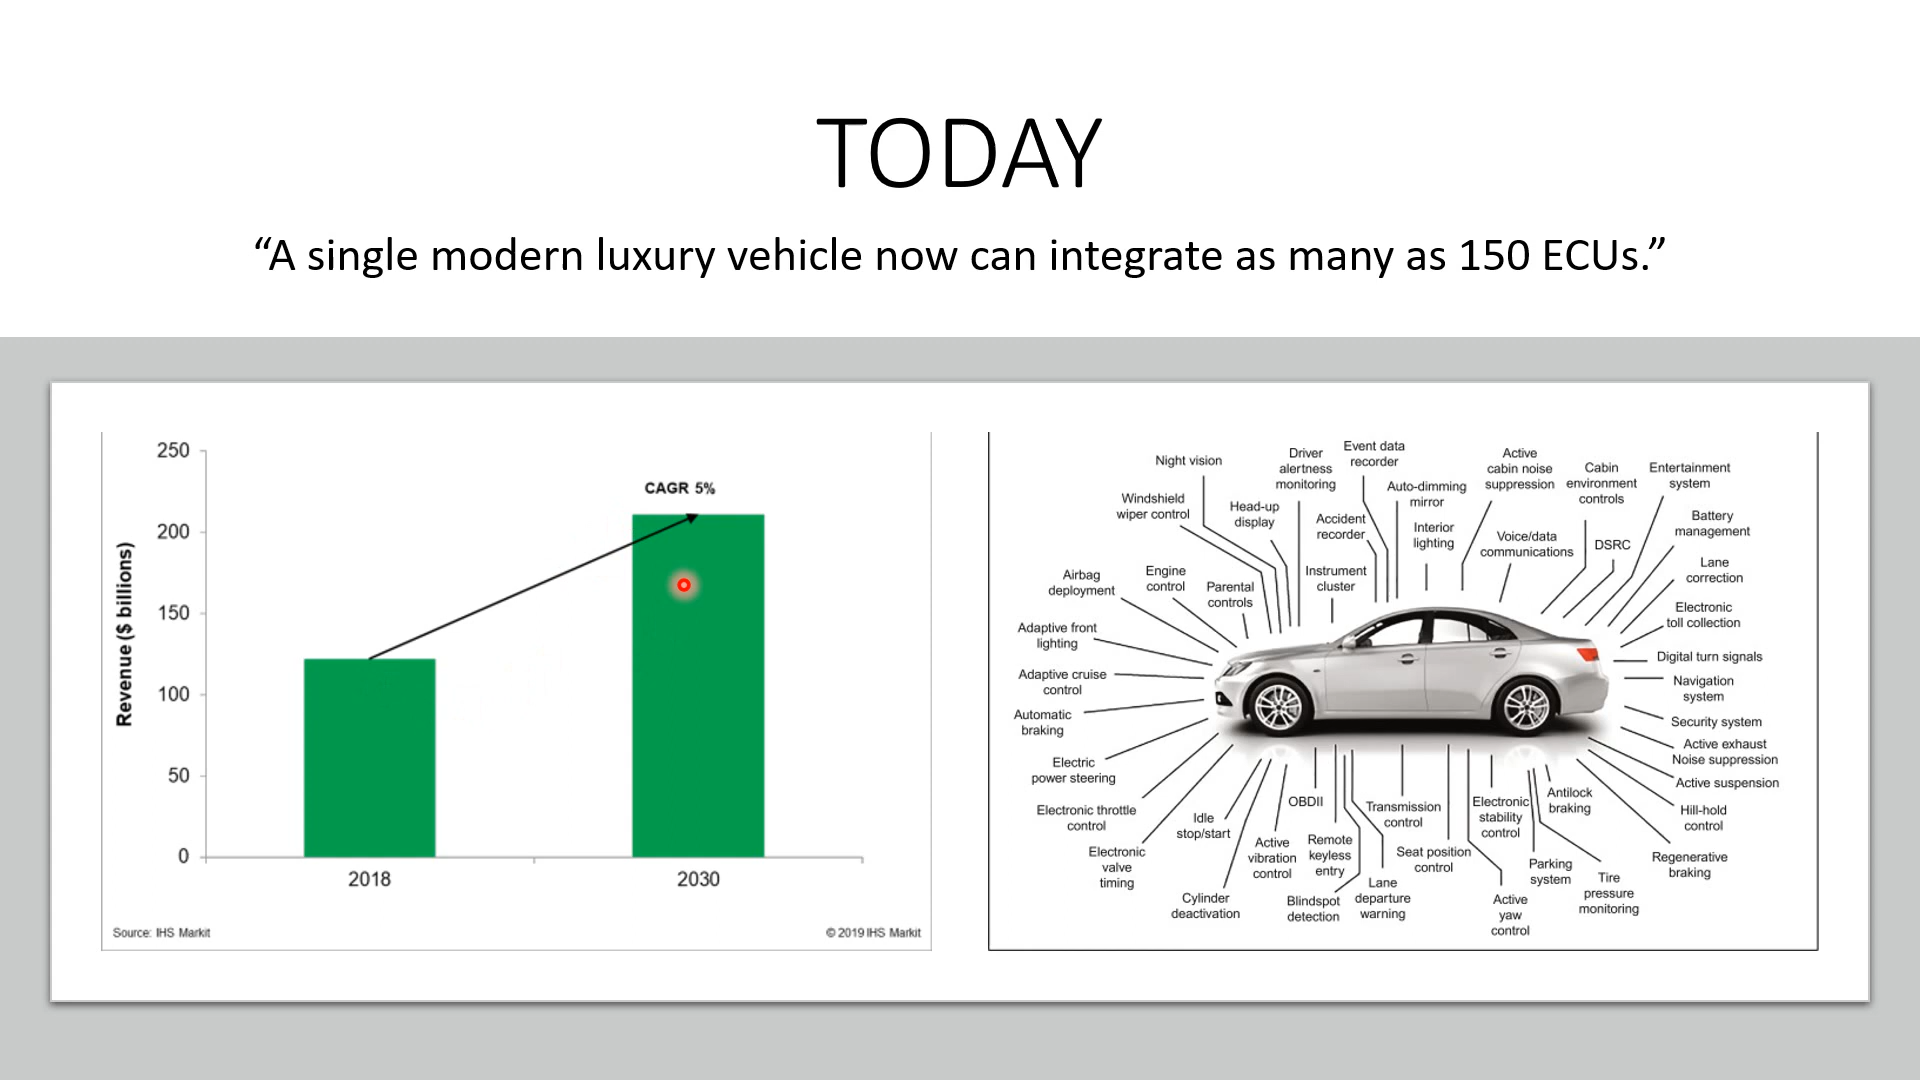 TODAY
“A single modern luxury vehicle now can integrate as many as 150 ECUs.”
Revenue ($ billions)
250
200
150
100
50
0
CAGR 5%
2018
2030
Source: IHS Markit
© 2019 IHS Markit
Night vision
Driver
alertness
monitoring
Event data
recorder
Active
cabin noise
suppression
Cabin
environment
controls
Entertainment
system
Windshield
wiper control
Head-up
display
Accident
recorder
Auto-dimming
mirror
Interior
lighting
Voice/data
communications
DSRC
Battery
management
Lane
correction
Airbag
deployment
Engine
control
Parental
controls
Instrument
cluster
Electronic
toll collection
Adaptive front
lighting
Digital turn signals
Adaptive cruise
control
Navigation
system
Automatic
braking
Security system
Active exhaust
Noise suppression
Electric
power steering
Active suspension
Electronic throttle
control
Idle
stop/start
OBDII
Transmission
control
Electronic
stability
control
Antilock
braking
Hill-hold
control
Electronic
valve
timing
Active
vibration
control
Remote
keyless
entry
Seat position
control
Parking
system
Regenerative
braking
Cylinder
deactivation
Blindspot
detection
Lane
departure
warning
Active
yaw
control
Tire
pressure
monitoring